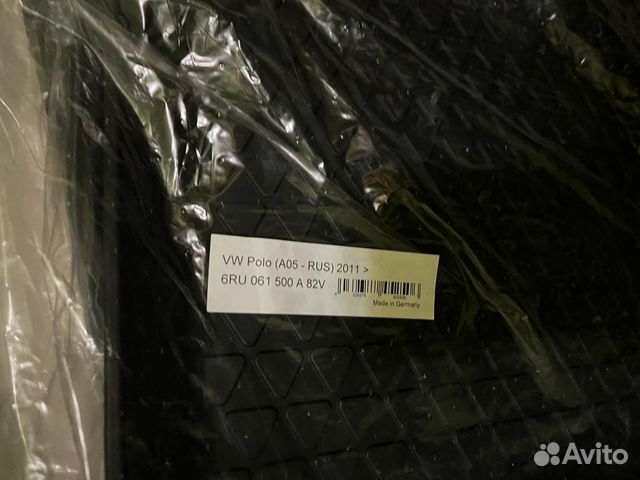 VW Polo (A05 - RUS) 2011 >
6RU 061 500 A 82V
Made in Germany
Avito